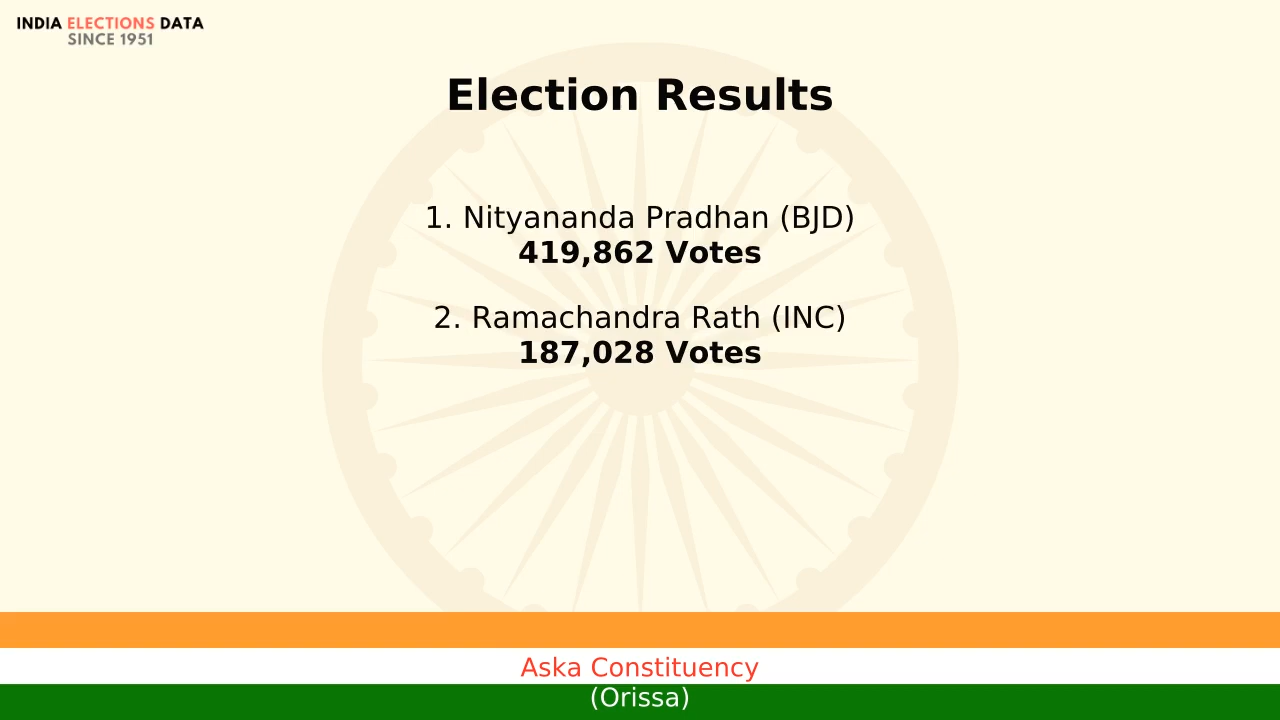 INDIA ELECTIONS DATA
SINCE 1951
Election Results
1. Nityananda Pradhan (BJD)
419,862 Votes
2. Ramachandra Rath (INC)
187,028 Votes
Aska Constituency
(Orissa)